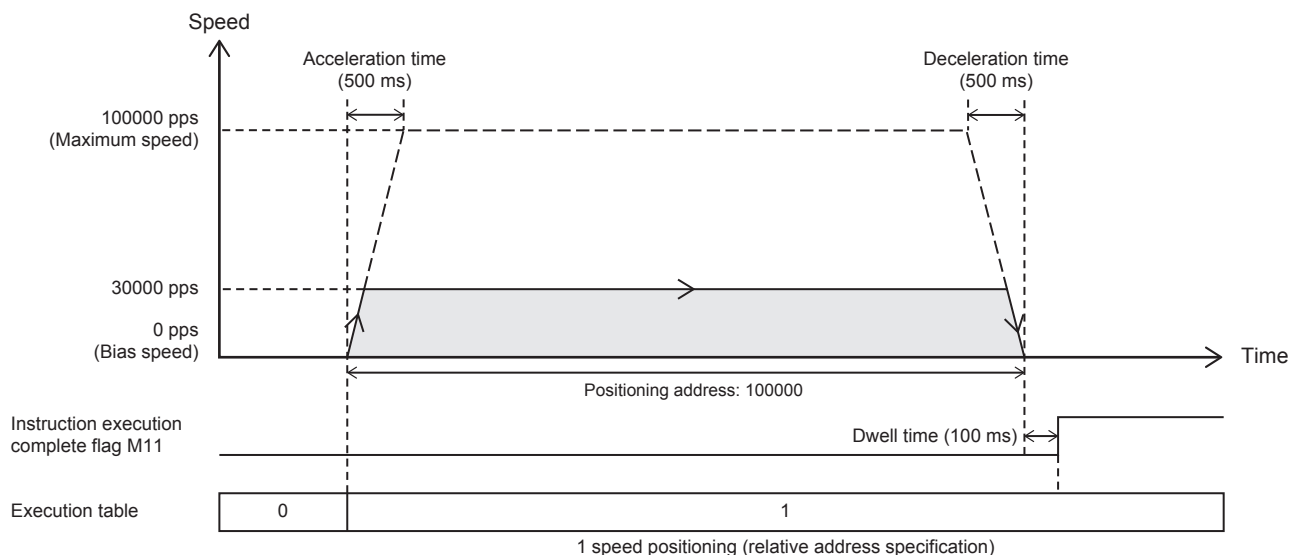 Speed
Acceleration time
(500 ms)
Deceleration time
(500 ms)
100000 pps
(Maximum speed)
30000 pps
0 pps
(Bias speed)
Time
Positioning address: 100000
Instruction execution
complete flag M11
Dwell time (100 ms)
Execution table
0
1
1 speed positioning (relative address specification)